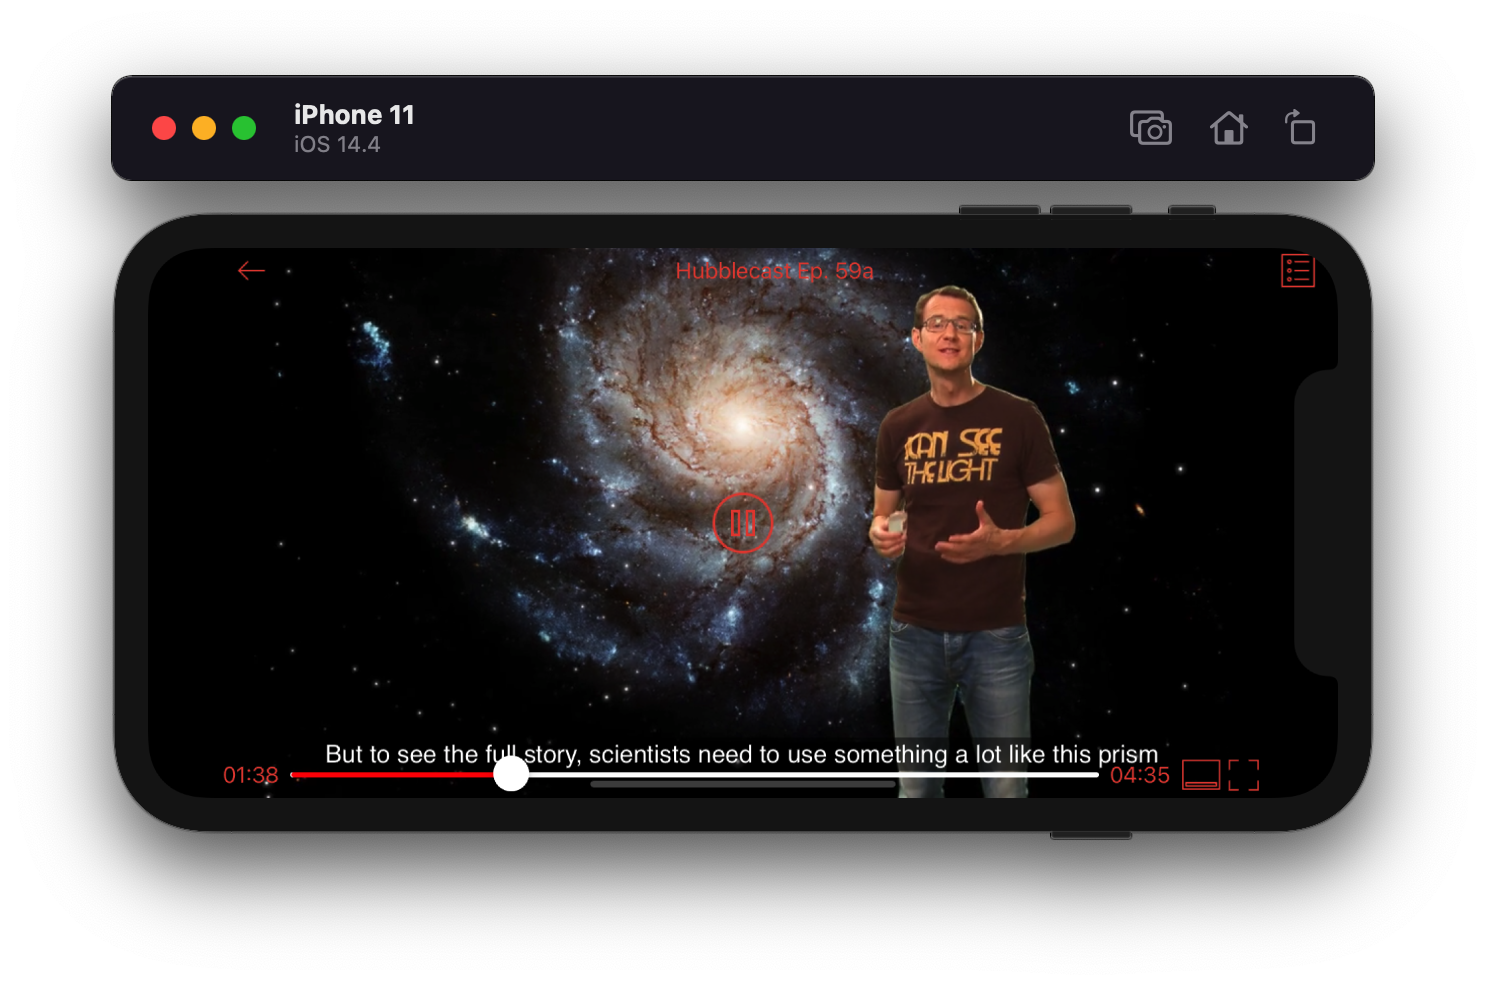 iPhone 11
iOS 14.4
Hubblecast Ep. 59a
I CAN SEE
THE LIGHT
But to see the full story, scientists need to use something a lot like this prism
01:38
04:35